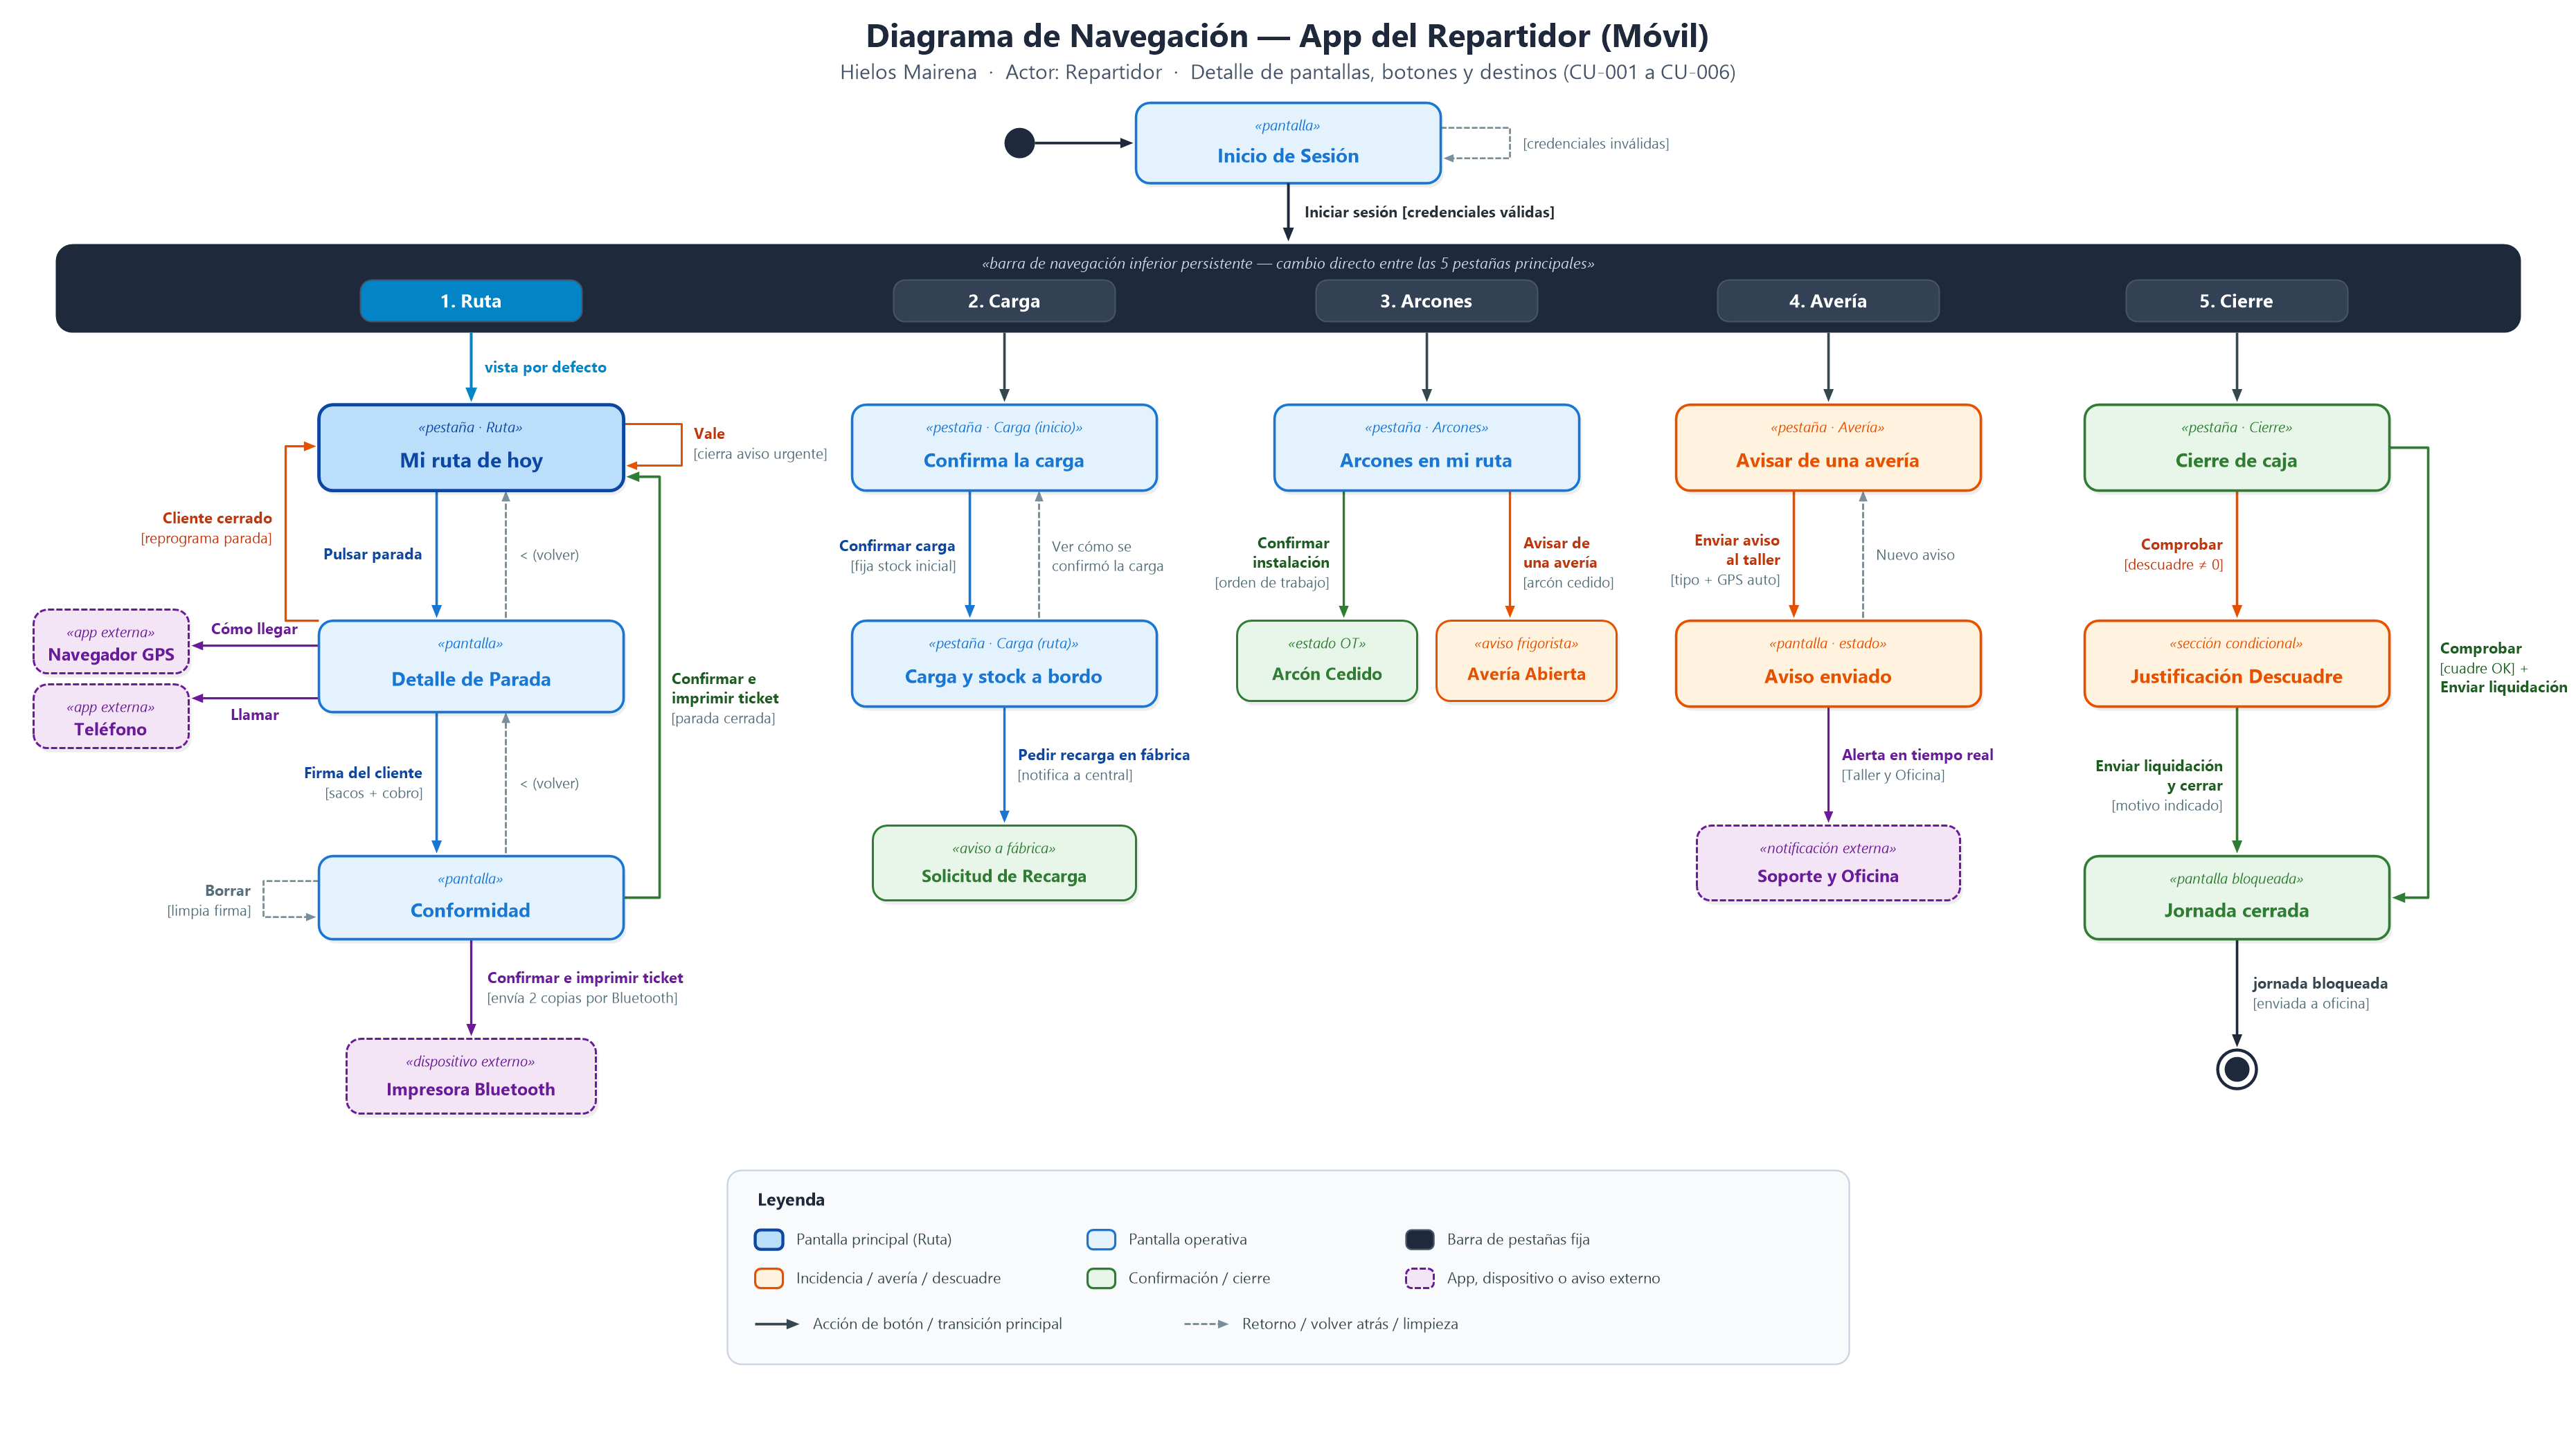 Diagrama de Navegación — App del Repartidor (Móvil)
Hielos Mairena · Actor: Repartidor · Detalle de pantallas, botones y destinos (CU-001 a CU-006)
«pantalla»
Inicio de Sesión
[credenciales inválidas]
Iniciar sesión [credenciales válidas]
«barra de navegación inferior persistente — cambio directo entre las 5 pestañas principales»
1. Ruta
2. Carga
3. Arcones
4. Avería
5. Cierre
vista por defecto
«pestaña · Ruta»
Mi ruta de hoy
Vale
[cierra aviso urgente]
Cliente cerrado
[reprograma parada]
Pulsar parada
< (volver)
«app externa»
Navegador GPS
Cómo llegar
«app externa»
Teléfono
Llamar
«pantalla»
Detalle de Parada
Confirmar e
imprimir ticket
[parada cerrada]
Firma del cliente
[sacos + cobro]
< (volver)
Borrar
[limpia firma]
«pantalla»
Conformidad
Confirmar e imprimir ticket
[envía 2 copias por Bluetooth]
«dispositivo externo»
Impresora Bluetooth
«pestaña · Carga (inicio)»
Confirma la carga
Confirmar carga
[fija stock inicial]
Ver cómo se
confirmó la carga
«pestaña · Carga (ruta)»
Carga y stock a bordo
Pedir recarga en fábrica
[notifica a central]
«aviso a fábrica»
Solicitud de Recarga
«pestaña · Arcones»
Arcones en mi ruta
Confirmar
instalación
[orden de trabajo]
Avisar de
una avería
[arcón cedido]
«estado OT»
Arcón Cedido
«aviso frigorista»
Avería Abierta
«pestaña · Avería»
Avisar de una avería
Enviar aviso
al taller
[tipo + GPS auto]
Nuevo aviso
«pantalla · estado»
Aviso enviado
Alerta en tiempo real
[Taller y Oficina]
«notificación externa»
Soporte y Oficina
«pestaña · Cierre»
Cierre de caja
Comprobar
[descuadre ≠ 0]
«sección condicional»
Justificación Descuadre
Comprobar
[cuadre OK] +
Enviar liquidación
Enviar liquidación
y cerrar
[motivo indicado]
«pantalla bloqueada»
Jornada cerrada
jornada bloqueada
[enviada a oficina]
Leyenda
Pantalla principal (Ruta)
Pantalla operativa
Barra de pestañas fija
Incidencia / avería / descuadre
Confirmación / cierre
App, dispositivo o aviso externo
Acción de botón / transición principal
Retorno / volver atrás / limpieza